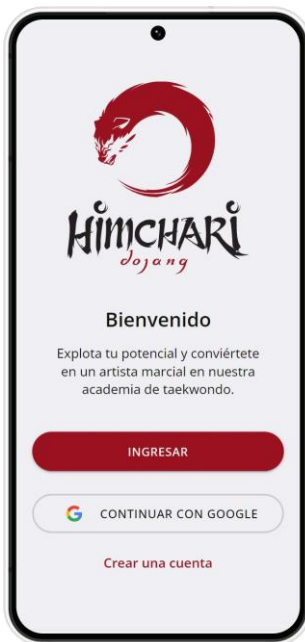 HIMCHARI
dojang
Bienvenido
Explota tu potencial y conviértete
en un artista marcial en nuestra
academia de taekwondo.
INGRESAR
CONTINUAR CON GOOGLE
Crear una cuenta